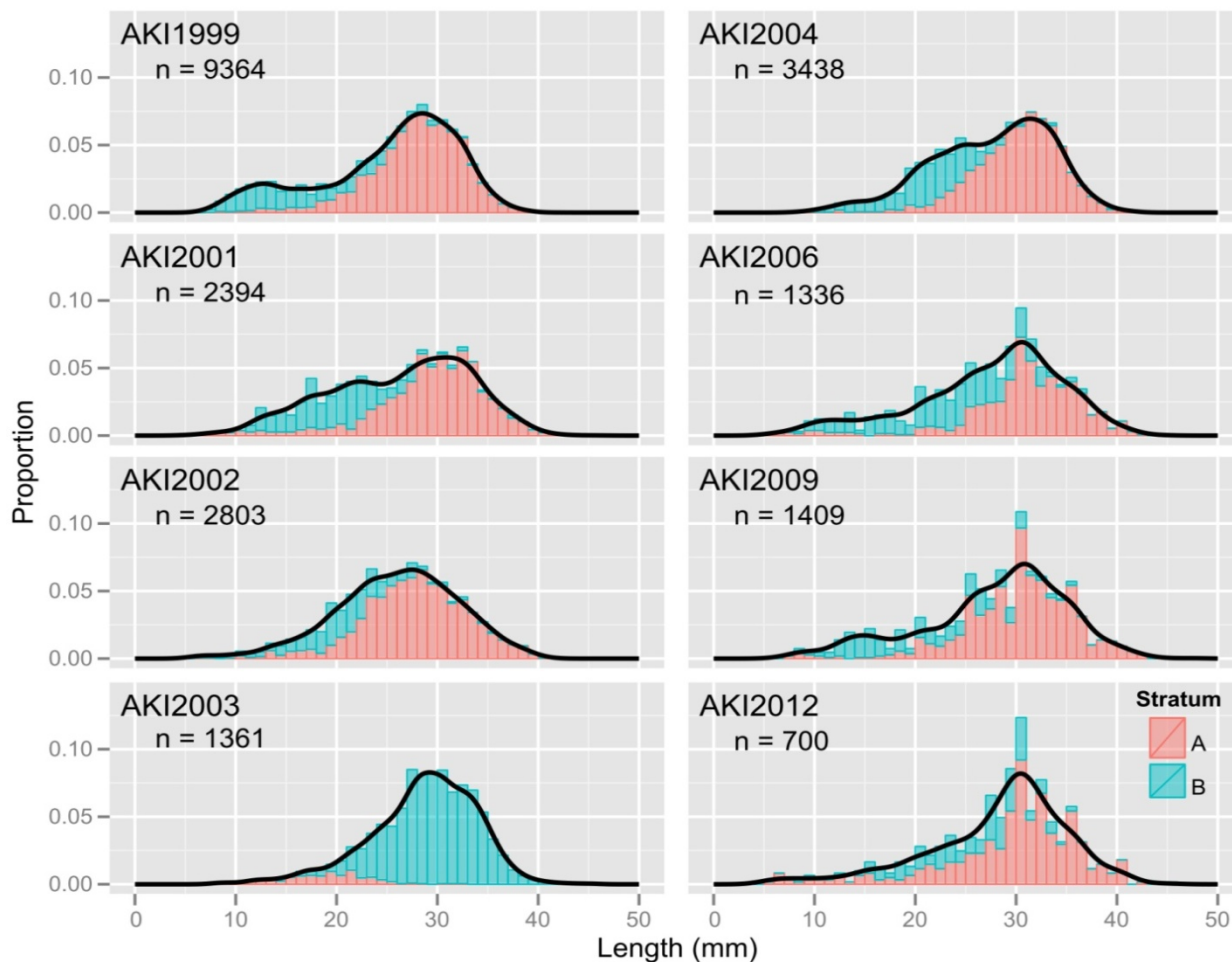 AKI1999
n = 9364
AKI2004
n = 3438
0.10
0.05
0.00
AKI2001
n = 2394
AKI2006
n = 1336
0.10
0.05
0.00
Proportion
AKI2002
n = 2803
AKI2009
n = 1409
0.10
0.05
0.00
AKI2003
n = 1361
AKI2012
n = 700
Stratum
A
B
0.10
0.05
0.00
0 10 20 30 40 50 0 10 20 30 40 50
Length (mm)